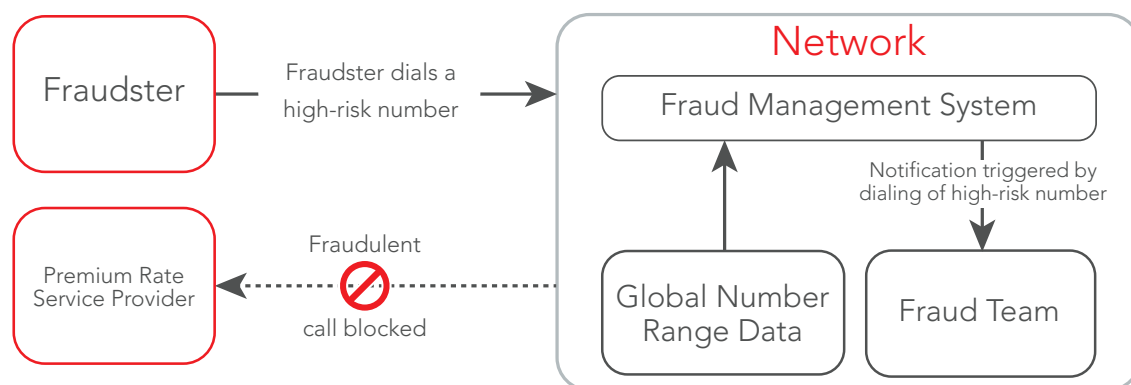 Fraudster
Fraudster dials a
high-risk number
Network
Fraud Management System
Notification triggered by
dialing of high-risk number
Premium Rate
Service Provider
Fraudulent
call blocked
Global Number
Range Data
Fraud Team